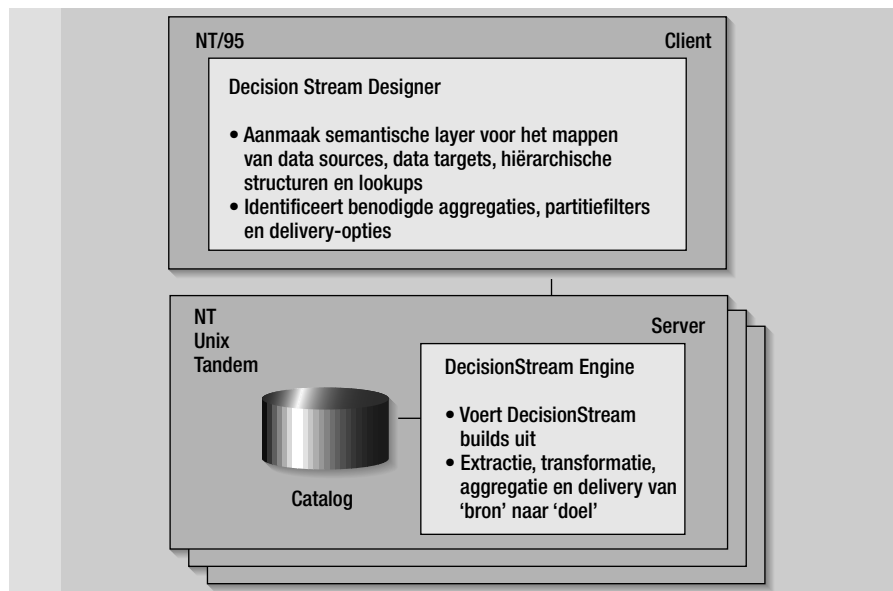 NT/95
Client
Decision Stream Designer
• Aanmaak semantische layer voor het mappen
van data sources, data targets, hiërarchische
structuren en lookups
• Identificeert benodigde aggregaties, partitiefilters
en delivery-opties
NT
Unix
Tandem
Server
DecisionStream Engine
• Voert DecisionStream
builds uit
• Extractie, transformatie,
aggregatie en delivery van
‘bron’ naar ‘doel’
Catalog